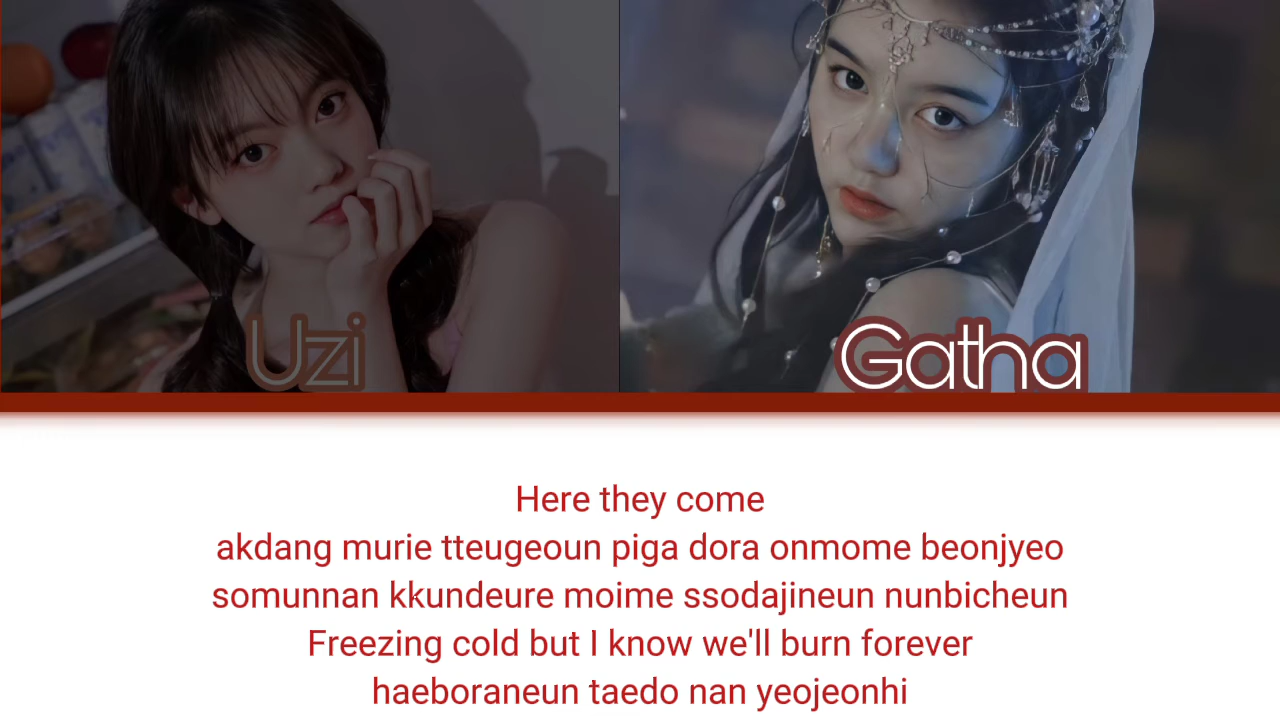 Uzi
Gatha
Here they come
akdang murie tteugeoun piga dora onmome beonjyeo
somunnan kkundeure moime ssodajineun nunbicheun
Freezing cold but I know we'll burn forever
haeboraneun taedo nan yeojeonhi